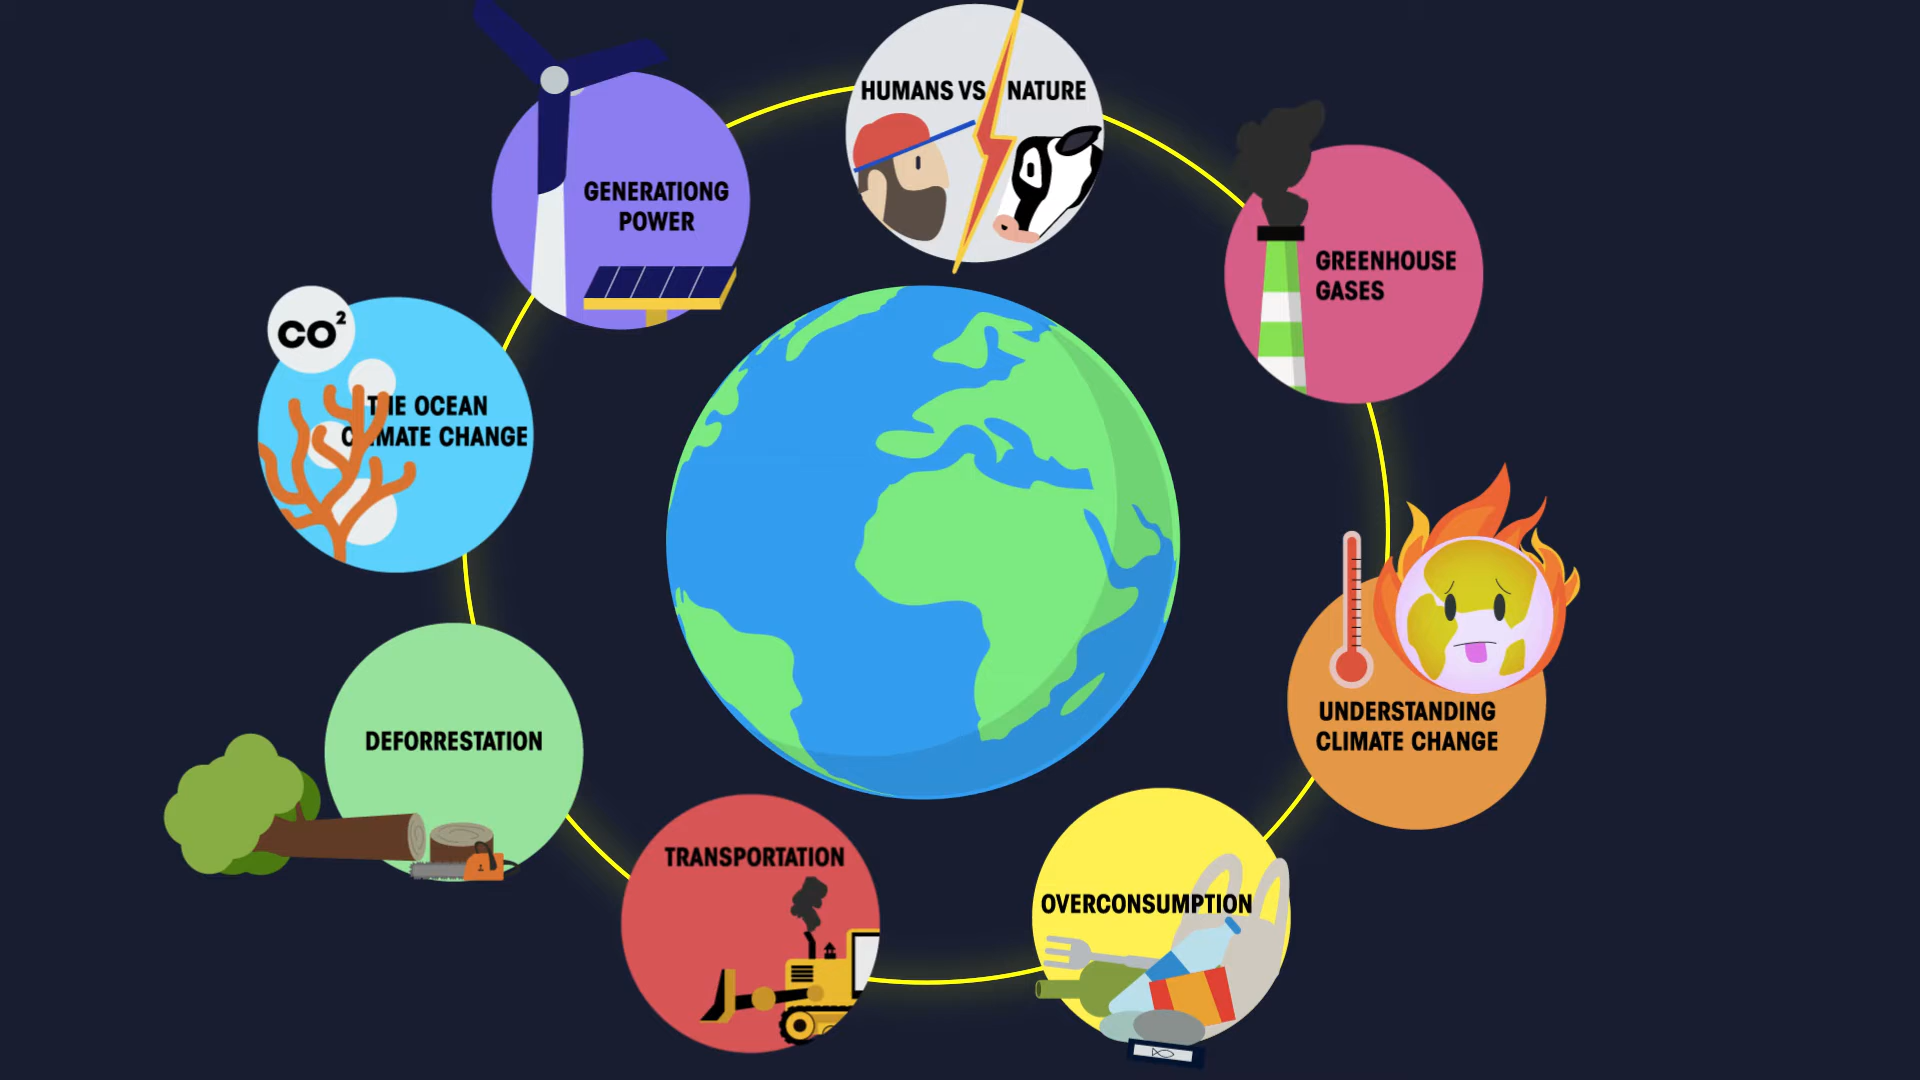 HUMANS VS NATURE
GENERATIONG
POWER
GREENHOUSE
GASES
CO²
THE OCEAN
CLIMATE CHANGE
UNDERSTANDING
CLIMATE CHANGE
DEFORRESTATION
TRANSPORTATION
OVERCONSUMPTION